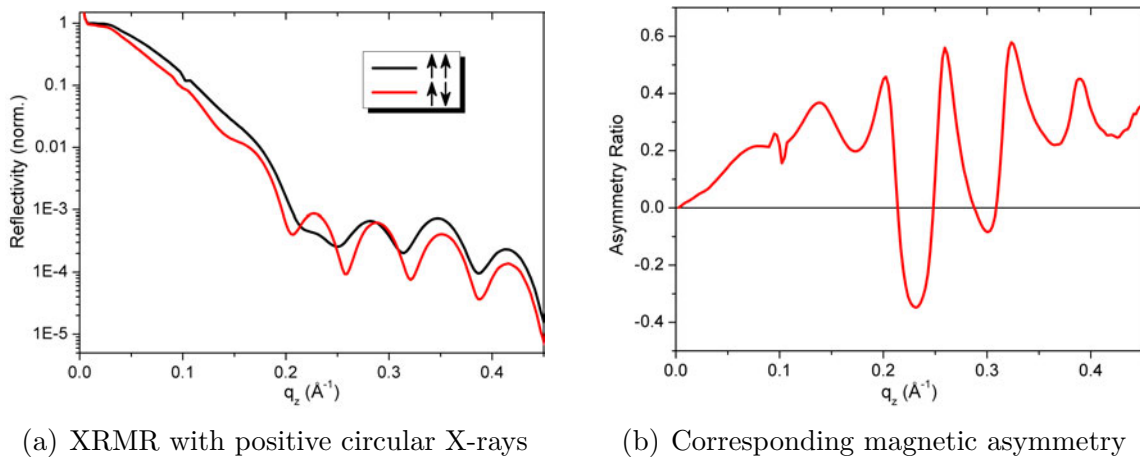 1
0.1
0.01
1E-3
1E-4
1E-5
Reflectivity (norm.)
0.0 0.1 0.2 0.3 0.4
q_z (Å⁻¹)
↑↑
↑↓
0.6
0.4
0.2
0.0
-0.2
-0.4
Asymmetry Ratio
0.0 0.1 0.2 0.3 0.4
q_z (Å⁻¹)
(a) XRMR with positive circular X-rays
(b) Corresponding magnetic asymmetry